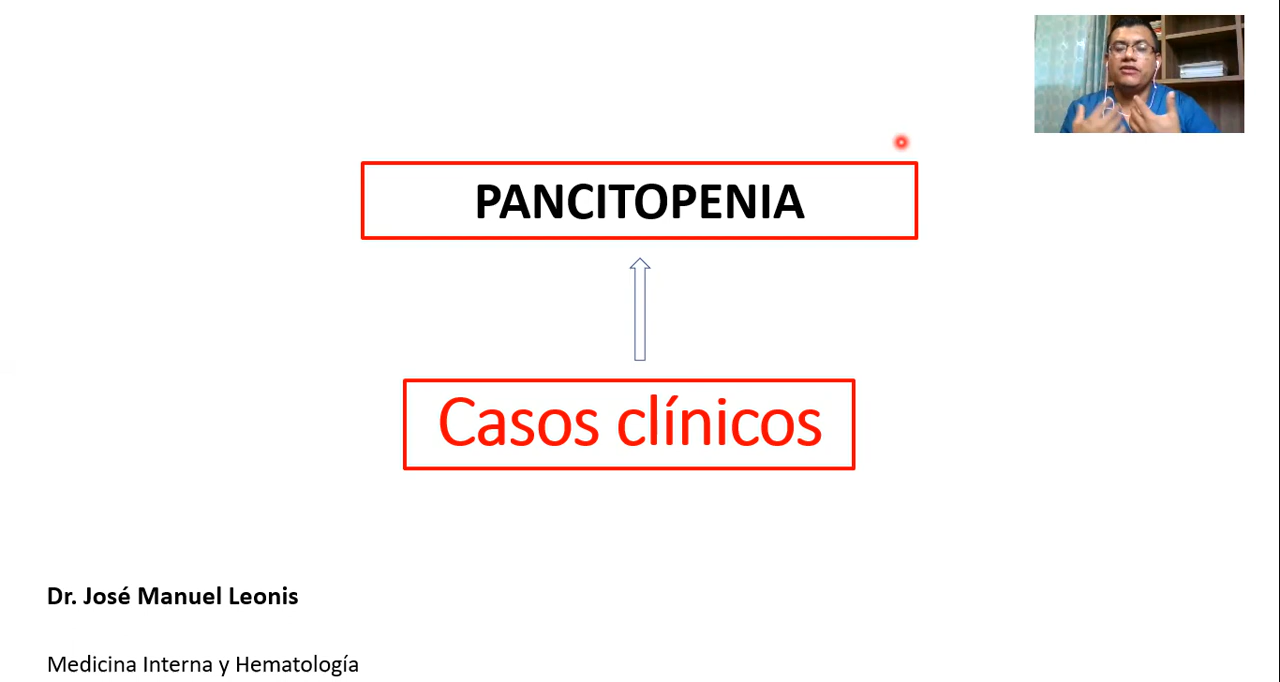 PANCITOPENIA
Casos clínicos
Dr. José Manuel Leonis
Medicina Interna y Hematología